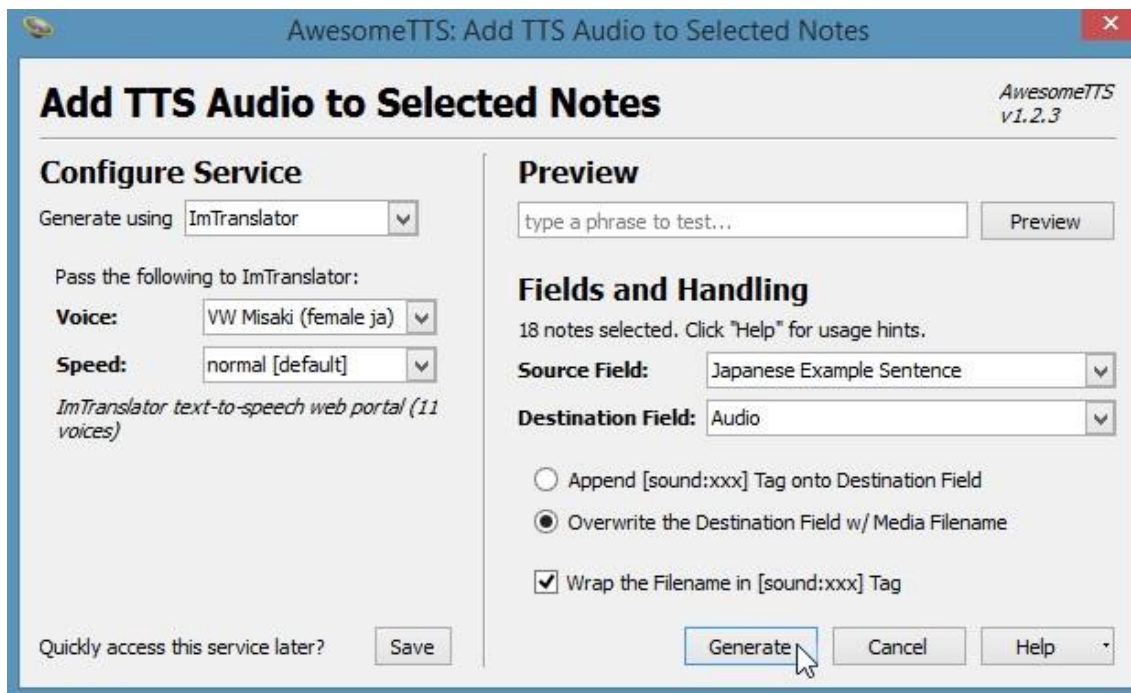 AwesomeTTS: Add TTS Audio to Selected Notes
Add TTS Audio to Selected Notes
AwesomeTTS
v1.2.3
Configure Service
Generate using ImTranslator
Pass the following to ImTranslator:
Voice: VW Misaki (female ja)
Speed: normal [default]
ImTranslator text-to-speech web portal (11
voices)
Quickly access this service later? Save
Preview
type a phrase to test... Preview
Fields and Handling
18 notes selected. Click "Help" for usage hints.
Source Field: Japanese Example Sentence
Destination Field: Audio
Append [sound:xxx] Tag onto Destination Field
Overwrite the Destination Field w/ Media Filename
Wrap the Filename in [sound:xxx] Tag
Generate Cancel Help